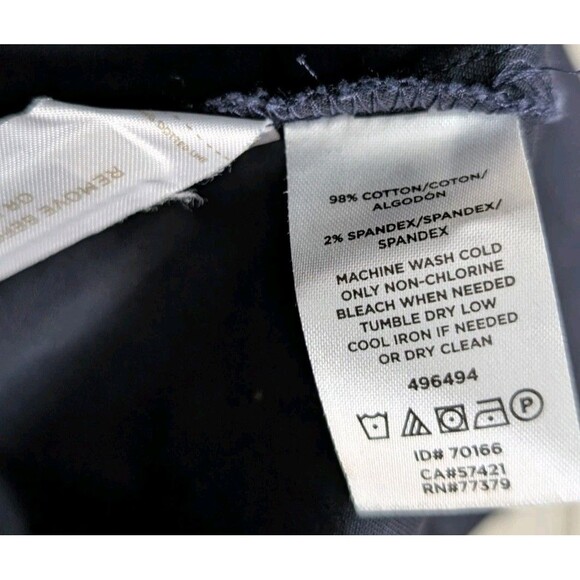 REMOVE BEF
OR
98% COTTON/COTON/
ALGODÓN
2% SPANDEX/SPANDEX/
SPANDEX
MACHINE WASH COLD
ONLY NON-CHLORINE
BLEACH WHEN NEEDED
TUMBLE DRY LOW
COOL IRON IF NEEDED
OR DRY CLEAN
496494
P
ID# 70166
CA#57421
RN#77379